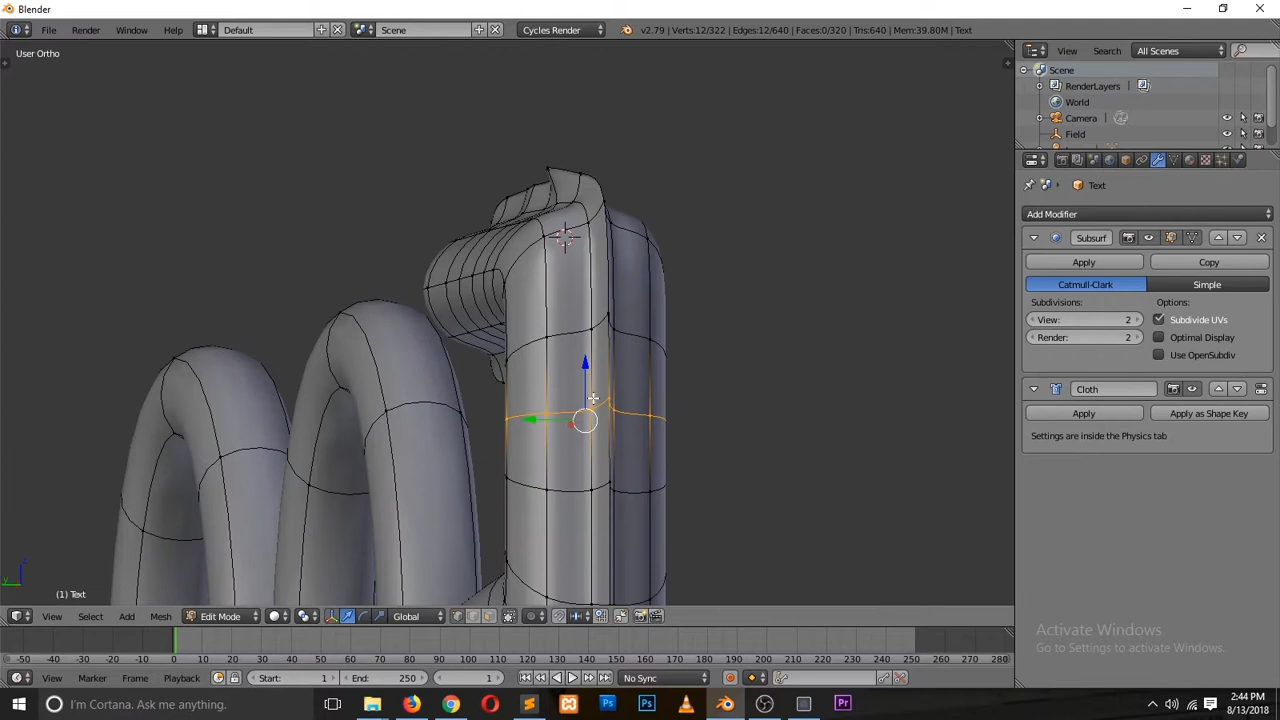 Blender
File Render Window Help Default Scene Cycles Render v2.79 | Verts:12/322 | Edges:12/640 | Faces:0/320 | Tris:640 | Mem:39.80M | Text
User Ortho
View Search All Scenes
Scene
RenderLayers
World
Camera
Field
Text
Add Modifier
Subsurf
Apply Copy
Catmull-Clark Simple
Subdivisions: Options:
View: 2 Subdivide UVs
Render: 2 Optimal Display
Use OpenSubdiv
Cloth
Apply Apply as Shape Key
Settings are inside the Physics tab
z
y
(1) Text
View Select Add Mesh Edit Mode Global
Activate Windows
Go to Settings to activate Windows.
-50 -40 -30 -20 -10 0 10 20 30 40 50 60 70 80 90 100 110 120 130 140 150 160 170 180 190 200 210 220 230 240 250 260 270 280
View Marker Frame Playback Start: 1 End: 250 1 No Sync
I'm Cortana. Ask me anything.
2:44 PM
8/13/2018